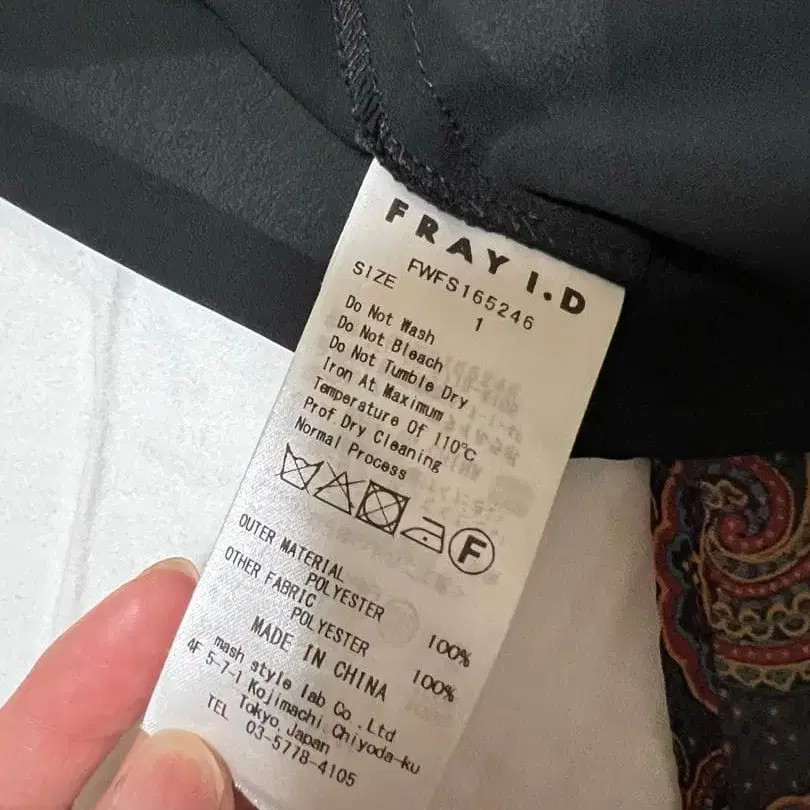 FRAY I.D
FWFS165246
SIZE 1
Do Not Wash
Do Not Bleach
Do Not Tumble Dry
Iron At Maximum
Temperature Of 110℃
Prof Dry Cleaning
Normal Process
F
OUTER MATERIAL
POLYESTER 100%
OTHER FABRIC
POLYESTER 100%
MADE IN CHINA
mash style lab Co.,Ltd
4F 5-7-1 Kojimachi Chiyoda-ku
Tokyo Japan
TEL 03-5778-4105